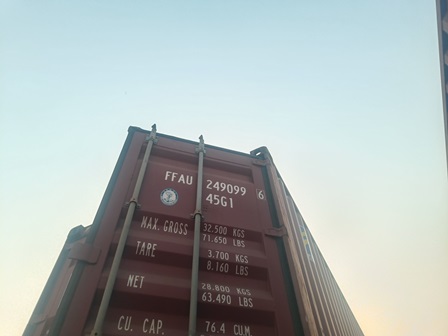 FFAU 249099 6
45G1
MAX. GROSS 32.500 KGS
71.650 LBS
TARE 3.700 KGS
8.160 LBS
NET 28.800 KGS
63.490 LBS
CU. CAP. 76.4 CU.M.